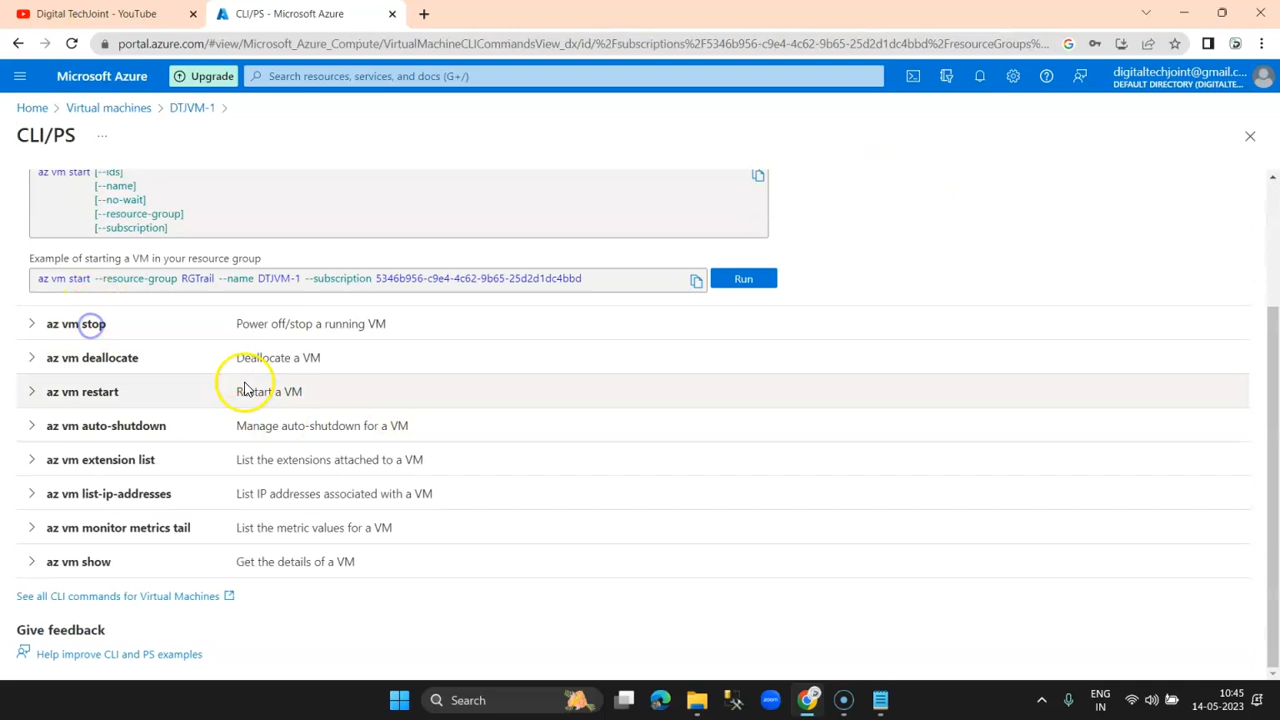 Digital TechJoint - YouTube
CLI/PS - Microsoft Azure
portal.azure.com/#view/Microsoft_Azure_Compute/VirtualMachineCLICommandsView_dx/id/%2Fsubscriptions%2F5346b956-c9e4-4c62-9b65-25d2d1dc4bbd%2FresourceGroups%...
Microsoft Azure
Upgrade
Search resources, services, and docs (G+/)
digitaltechjoint@gmail.c...
DEFAULT DIRECTORY (DIGITALTE...
Home > Virtual machines > DTJVM-1 >
CLI/PS ...
az vm start [--ids]
[--name]
[--no-wait]
[--resource-group]
[--subscription]
Example of starting a VM in your resource group
az vm start --resource-group RGTrail --name DTJVM-1 --subscription 5346b956-c9e4-4c62-9b65-25d2d1dc4bbd
Run
az vm stop Power off/stop a running VM
az vm deallocate Deallocate a VM
az vm restart Restart a VM
az vm auto-shutdown Manage auto-shutdown for a VM
az vm extension list List the extensions attached to a VM
az vm list-ip-addresses List IP addresses associated with a VM
az vm monitor metrics tail List the metric values for a VM
az vm show Get the details of a VM
See all CLI commands for Virtual Machines
Give feedback
Help improve CLI and PS examples
Search
zoom
ENG
IN
10:45
14-05-2023